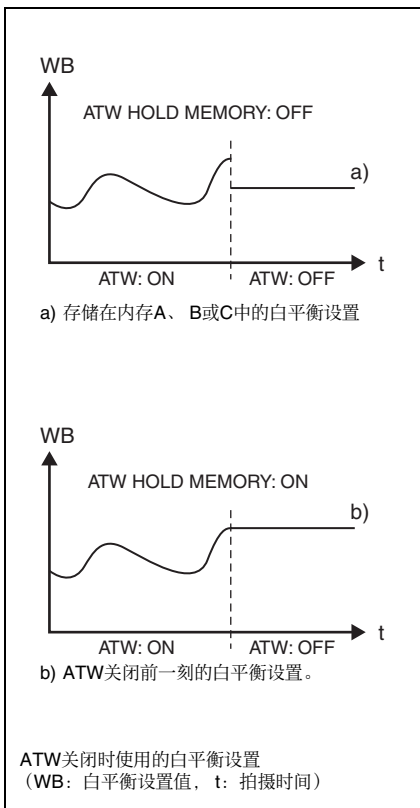 WB
ATW HOLD MEMORY: OFF
a)
t
ATW: ON
ATW: OFF
a) 存储在内存A、B或C中的白平衡设置
WB
ATW HOLD MEMORY: ON
b)
t
ATW: ON
ATW: OFF
b) ATW关闭前一刻的白平衡设置。
ATW关闭时使用的白平衡设置
（WB：白平衡设置值，t：拍摄时间）